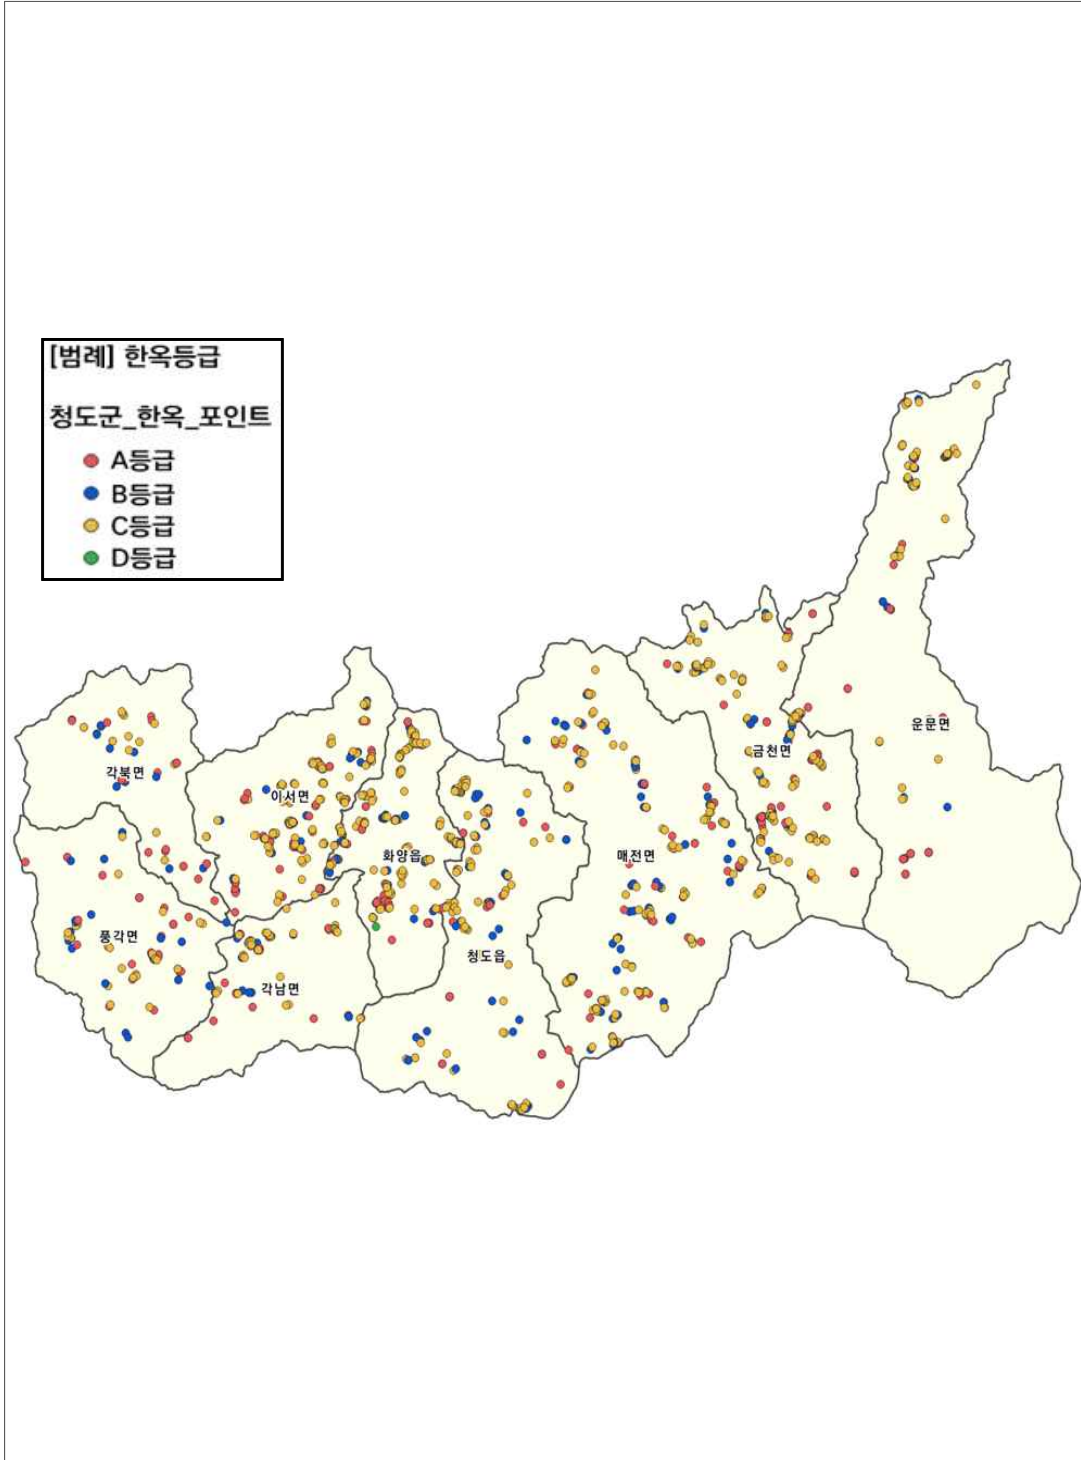 [범례] 한옥등급
청도군_한옥_포인트
A등급
B등급
C등급
D등급
운문면
금천면
각북면
이서면
화양읍
매전면
풍각면
청도읍
각남면